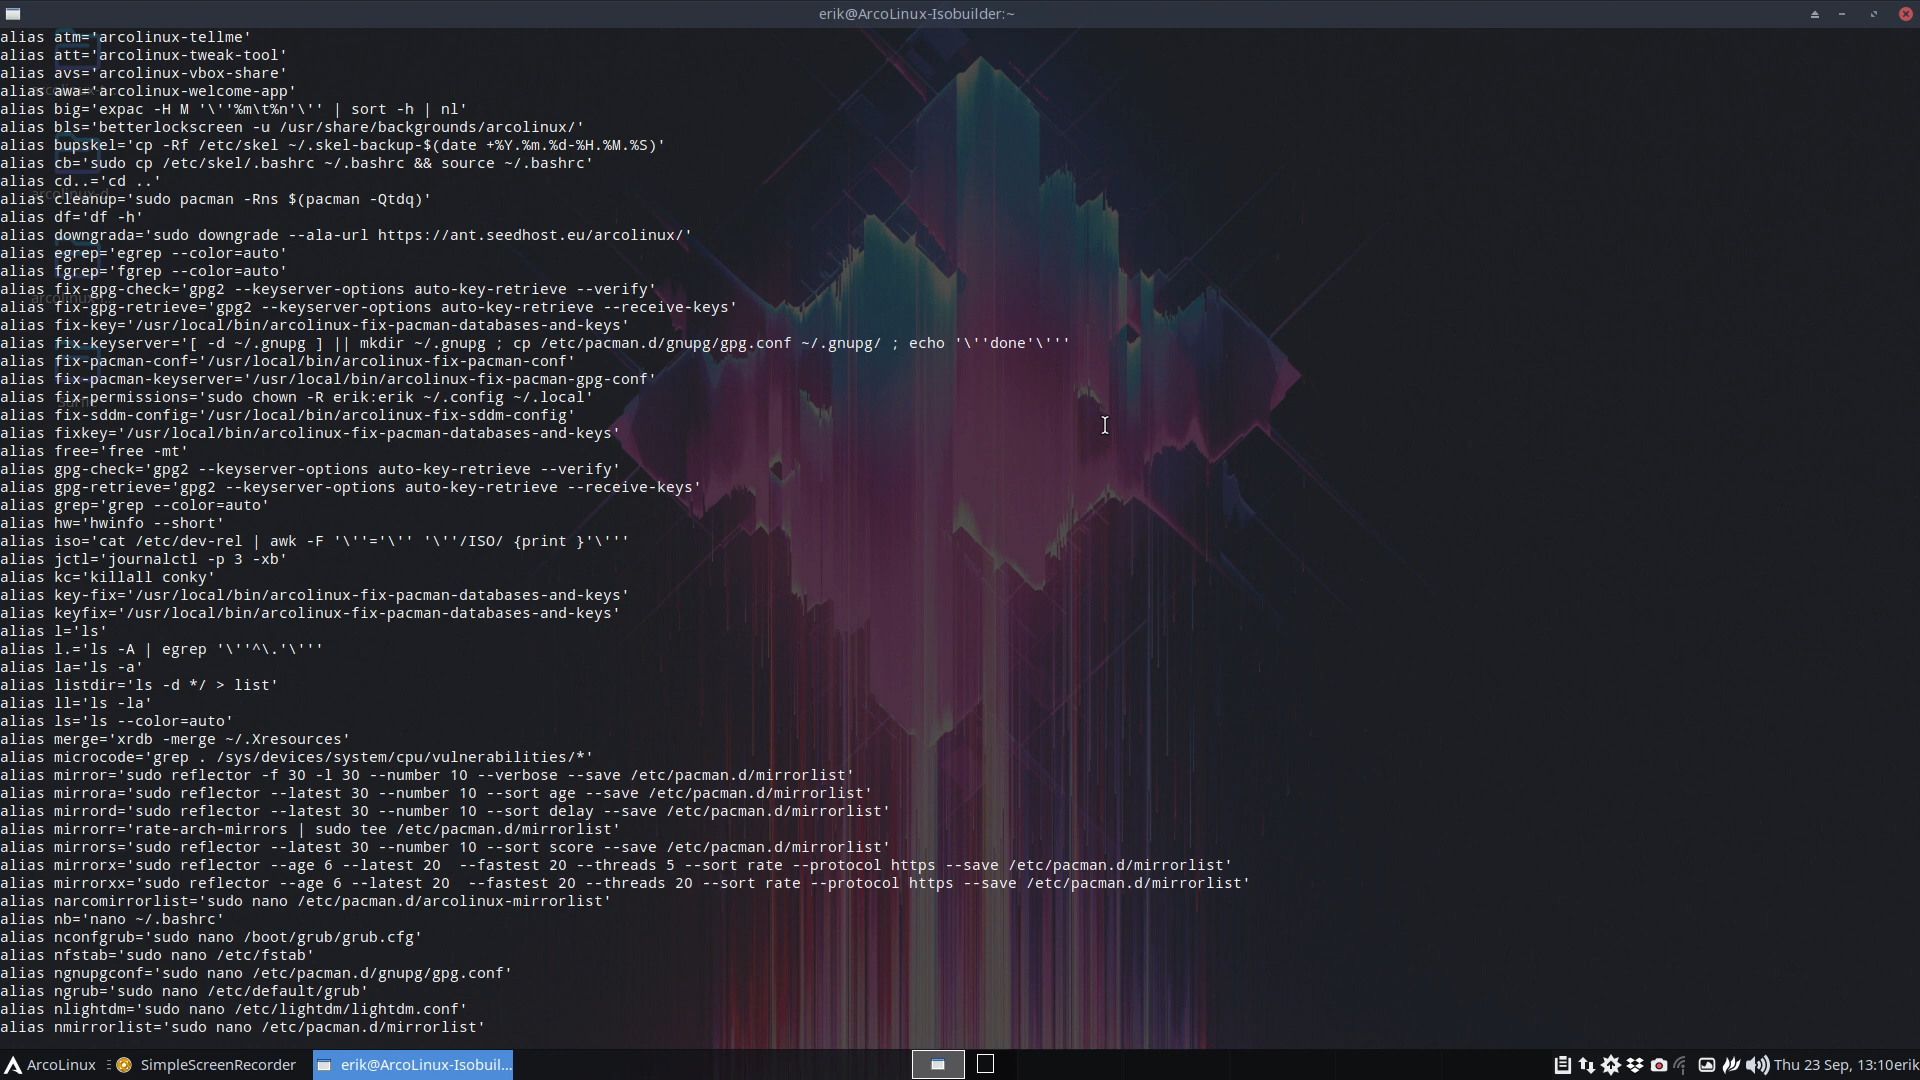 erik@ArcoLinux-Isobuilder:~
alias atm='arcolinux-tellme'
alias att='arcolinux-tweak-tool'
alias avs='arcolinux-vbox-share'
alias awa='arcolinux-welcome-app'
alias big='expac -H M '\''%m\t%n'\'' | sort -h | nl'
alias bls='betterlockscreen -u /usr/share/backgrounds/arcolinux/'
alias bupskel='cp -Rf /etc/skel ~/.skel-backup-$(date +%Y.%m.%d-%H.%M.%S)'
alias cb='sudo cp /etc/skel/.bashrc ~/.bashrc && source ~/.bashrc'
alias cd..='cd ..'
alias cleanup='sudo pacman -Rns $(pacman -Qtdq)'
alias df='df -h'
alias downgrada='sudo downgrade --ala-url https://ant.seedhost.eu/arcolinux/'
alias egrep='egrep --color=auto'
alias fgrep='fgrep --color=auto'
alias fix-gpg-check='gpg2 --keyserver-options auto-key-retrieve --verify'
alias fix-gpg-retrieve='gpg2 --keyserver-options auto-key-retrieve --receive-keys'
alias fix-key='/usr/local/bin/arcolinux-fix-pacman-databases-and-keys'
alias fix-keyserver='[ -d ~/.gnupg ] || mkdir ~/.gnupg ; cp /etc/pacman.d/gnupg/gpg.conf ~/.gnupg/ ; echo '\''done'\'''
alias fix-pacman-conf='/usr/local/bin/arcolinux-fix-pacman-conf'
alias fix-pacman-keyserver='/usr/local/bin/arcolinux-fix-pacman-gpg-conf'
alias fix-permissions='sudo chown -R erik:erik ~/.config ~/.local'
alias fix-sddm-config='/usr/local/bin/arcolinux-fix-sddm-config'
alias fixkey='/usr/local/bin/arcolinux-fix-pacman-databases-and-keys'
alias free='free -mt'
alias gpg-check='gpg2 --keyserver-options auto-key-retrieve --verify'
alias gpg-retrieve='gpg2 --keyserver-options auto-key-retrieve --receive-keys'
alias grep='grep --color=auto'
alias hw='hwinfo --short'
alias iso='cat /etc/dev-rel | awk -F '\''='\'' '\''/ISO/ {print }'\'''
alias jctl='journalctl -p 3 -xb'
alias kc='killall conky'
alias key-fix='/usr/local/bin/arcolinux-fix-pacman-databases-and-keys'
alias keyfix='/usr/local/bin/arcolinux-fix-pacman-databases-and-keys'
alias l='ls'
alias l.='ls -A | egrep '\''^\.'\'''
alias la='ls -a'
alias listdir='ls -d */ > list'
alias ll='ls -la'
alias ls='ls --color=auto'
alias merge='xrdb -merge ~/.Xresources'
alias microcode='grep . /sys/devices/system/cpu/vulnerabilities/*'
alias mirror='sudo reflector -f 30 -l 30 --number 10 --verbose --save /etc/pacman.d/mirrorlist'
alias mirrora='sudo reflector --latest 30 --number 10 --sort age --save /etc/pacman.d/mirrorlist'
alias mirrord='sudo reflector --latest 30 --number 10 --sort delay --save /etc/pacman.d/mirrorlist'
alias mirrorr='rate-arch-mirrors | sudo tee /etc/pacman.d/mirrorlist'
alias mirrors='sudo reflector --latest 30 --number 10 --sort score --save /etc/pacman.d/mirrorlist'
alias mirrorx='sudo reflector --age 6 --latest 20  --fastest 20 --threads 5 --sort rate --protocol https --save /etc/pacman.d/mirrorlist'
alias mirrorxx='sudo reflector --age 6 --latest 20  --fastest 20 --threads 20 --sort rate --protocol https --save /etc/pacman.d/mirrorlist'
alias narcomirrorlist='sudo nano /etc/pacman.d/arcolinux-mirrorlist'
alias nb='nano ~/.bashrc'
alias nconfgrub='sudo nano /boot/grub/grub.cfg'
alias nfstab='sudo nano /etc/fstab'
alias ngnupgconf='sudo nano /etc/pacman.d/gnupg/gpg.conf'
alias ngrub='sudo nano /etc/default/grub'
alias nlightdm='sudo nano /etc/lightdm/lightdm.conf'
alias nmirrorlist='sudo nano /etc/pacman.d/mirrorlist'
ArcoLinux SimpleScreenRecorder erik@ArcoLinux-Isobuil... Thu 23 Sep, 13:10 erik